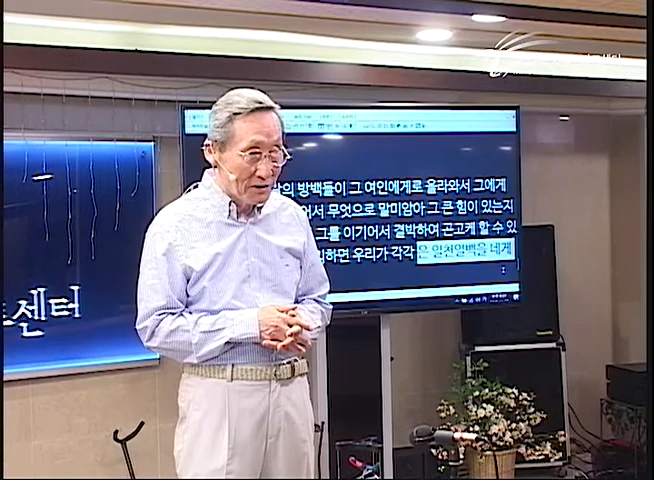 의 방백들이 그 여인에게로 올라와서 그에게
어서 무엇으로 말미암아 그 큰 힘이 있는지
그를 이기어서 결박하여 곤고케 할 수 있
하면 우리가 각각 은 일천일백을 네게
센터